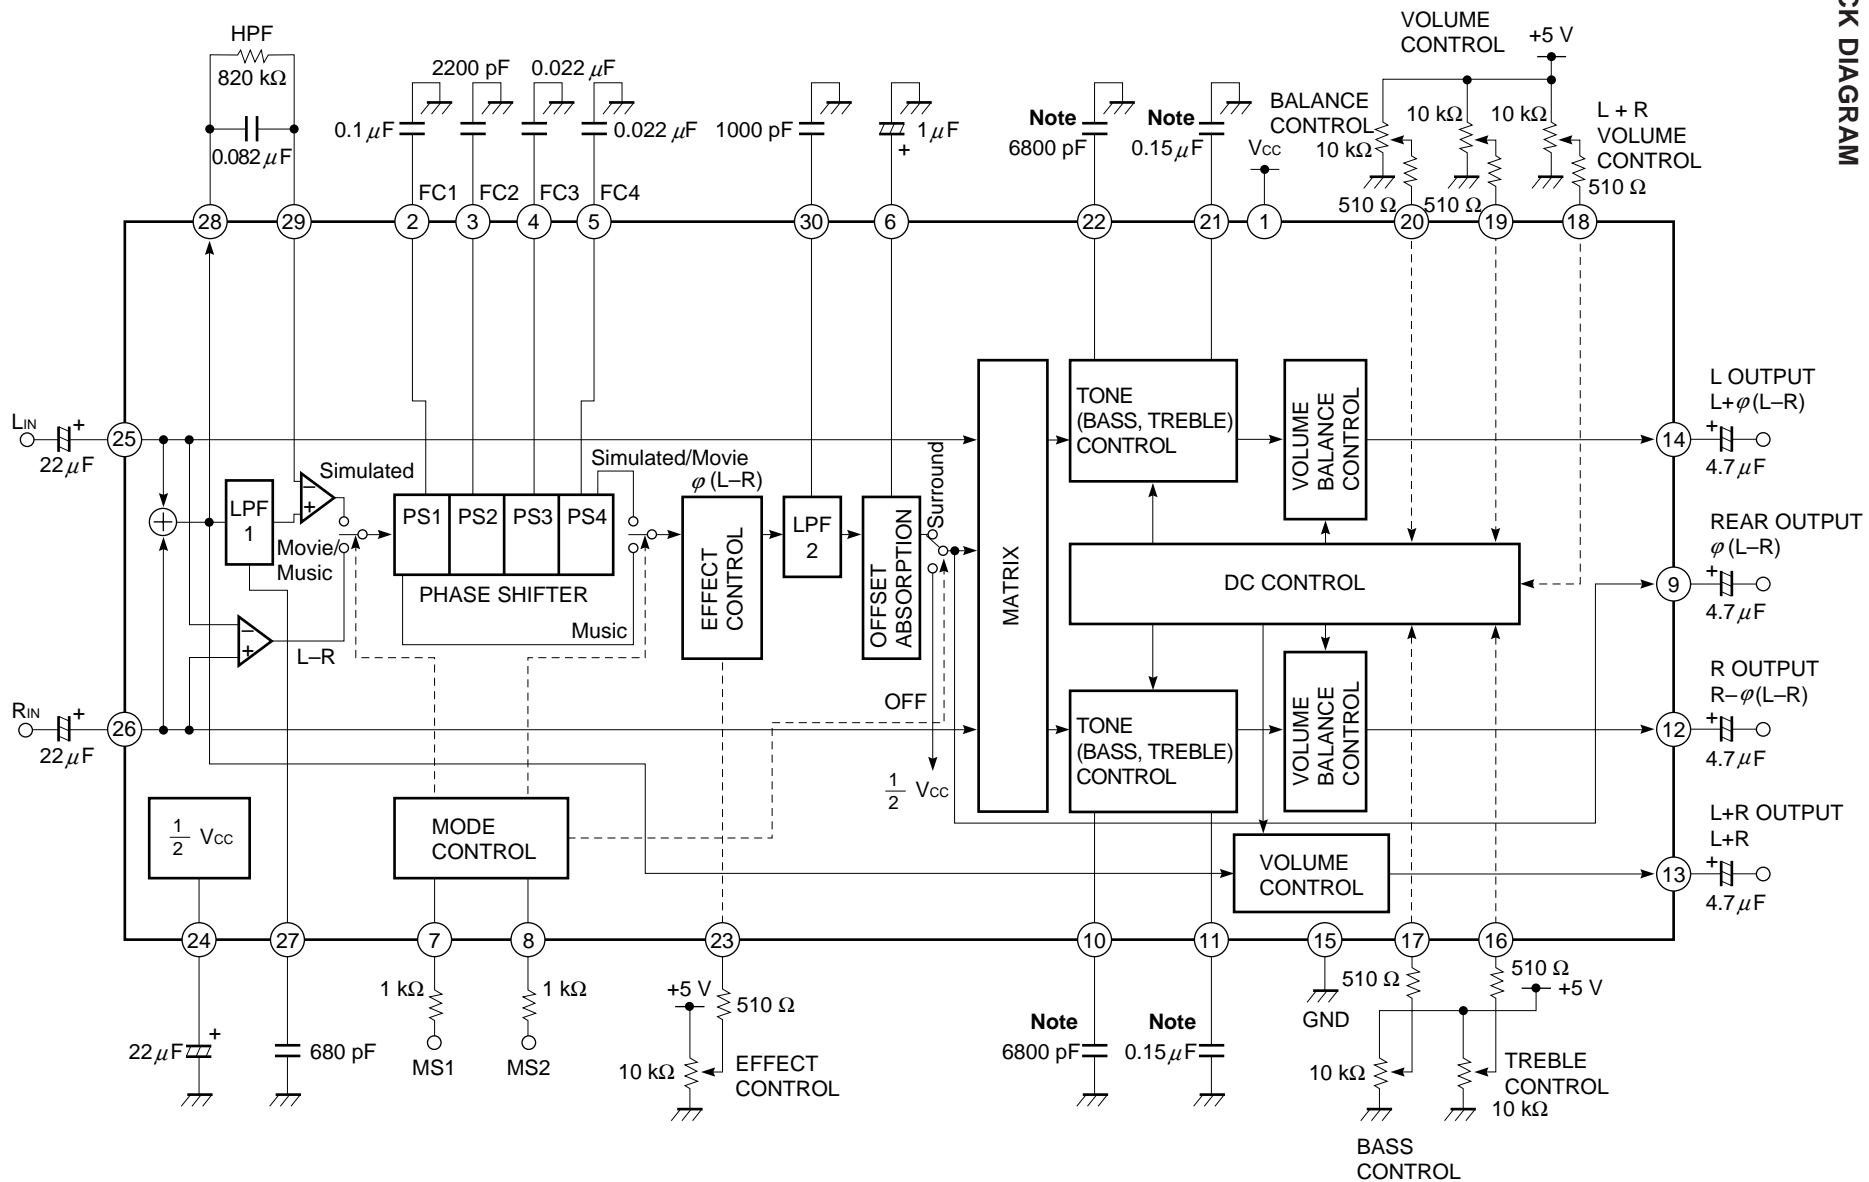 CK DIAGRAM
HPF
820 kΩ
0.082 μF
2200 pF
0.022 μF
0.1 μF
0.022 μF
1000 pF
1 μF
+
Note
6800 pF
Note
0.15 μF
VCC
VOLUME
CONTROL
+5 V
BALANCE
CONTROL
10 kΩ
10 kΩ
10 kΩ
L + R
VOLUME
CONTROL
510 Ω
510 Ω
510 Ω
FC1
FC2
FC3
FC4
28
29
2
3
4
5
30
6
22
21
1
20
19
18
LIN
+
22 μF
25
Simulated
LPF
1
−
+
+
Movie/
Music
−
+
L–R
PS1
PS2
PS3
PS4
PHASE SHIFTER
Simulated/Movie
φ (L–R)
Music
EFFECT
CONTROL
LPF
2
OFFSET
ABSORPTION
Surround
OFF
1
2
VCC
MATRIX
TONE
(BASS, TREBLE)
CONTROL
VOLUME
BALANCE
CONTROL
DC CONTROL
TONE
(BASS, TREBLE)
CONTROL
VOLUME
BALANCE
CONTROL
VOLUME
CONTROL
L OUTPUT
L+φ(L–R)
14
+
4.7 μF
REAR OUTPUT
φ (L–R)
9
+
4.7 μF
R OUTPUT
R–φ(L–R)
12
+
4.7 μF
L+R OUTPUT
L+R
13
+
4.7 μF
RIN
+
22 μF
26
1
2
VCC
MODE
CONTROL
24
27
7
8
23
10
11
15
17
16
22 μF
+
680 pF
1 kΩ
MS1
1 kΩ
MS2
+5 V
510 Ω
10 kΩ
EFFECT
CONTROL
Note
6800 pF
Note
0.15 μF
GND
510 Ω
510 Ω
+5 V
10 kΩ
TREBLE
CONTROL
10 kΩ
BASS
CONTROL